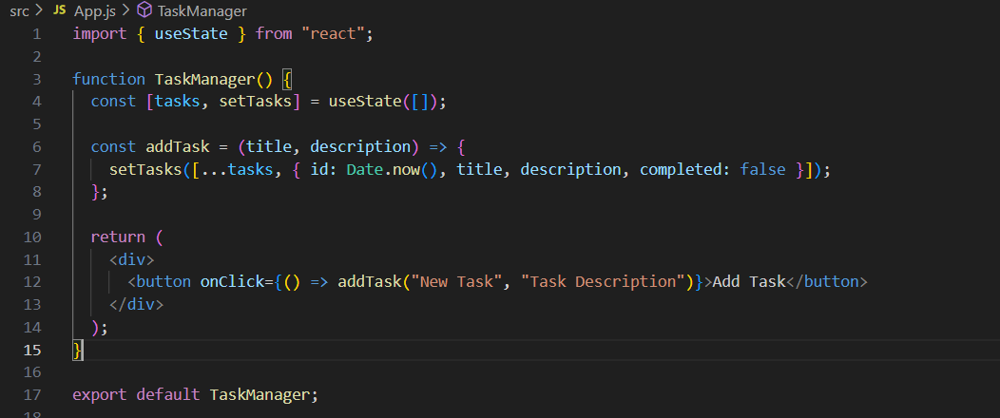 src > JS App.js > TaskManager
1 import { useState } from "react";
2
3 function TaskManager() {
4   const [tasks, setTasks] = useState([]);
5
6   const addTask = (title, description) => {
7     setTasks([...tasks, { id: Date.now(), title, description, completed: false }]);
8   };
9
10   return (
11     <div>
12       <button onClick={() => addTask("New Task", "Task Description")}>Add Task</button>
13     </div>
14   );
15 }
16
17 export default TaskManager;
18